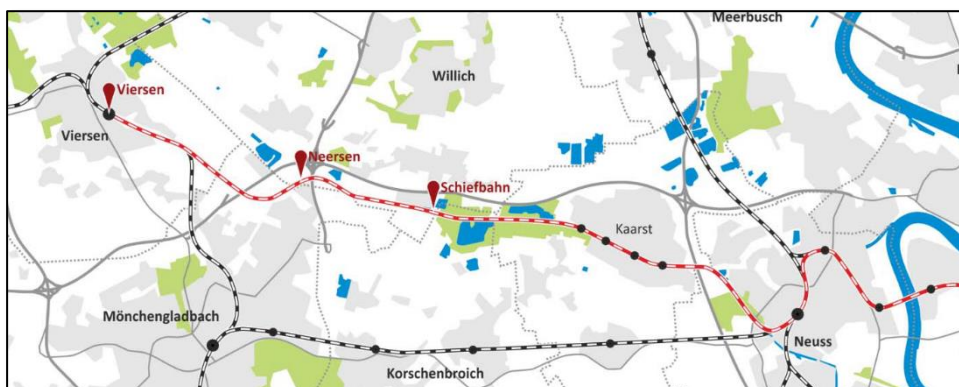 Meerbusch
Willich
Viersen
Viersen
Neersen
Schiefbahn
Kaarst
Mönchengladbach
Neuss
Korschenbroich